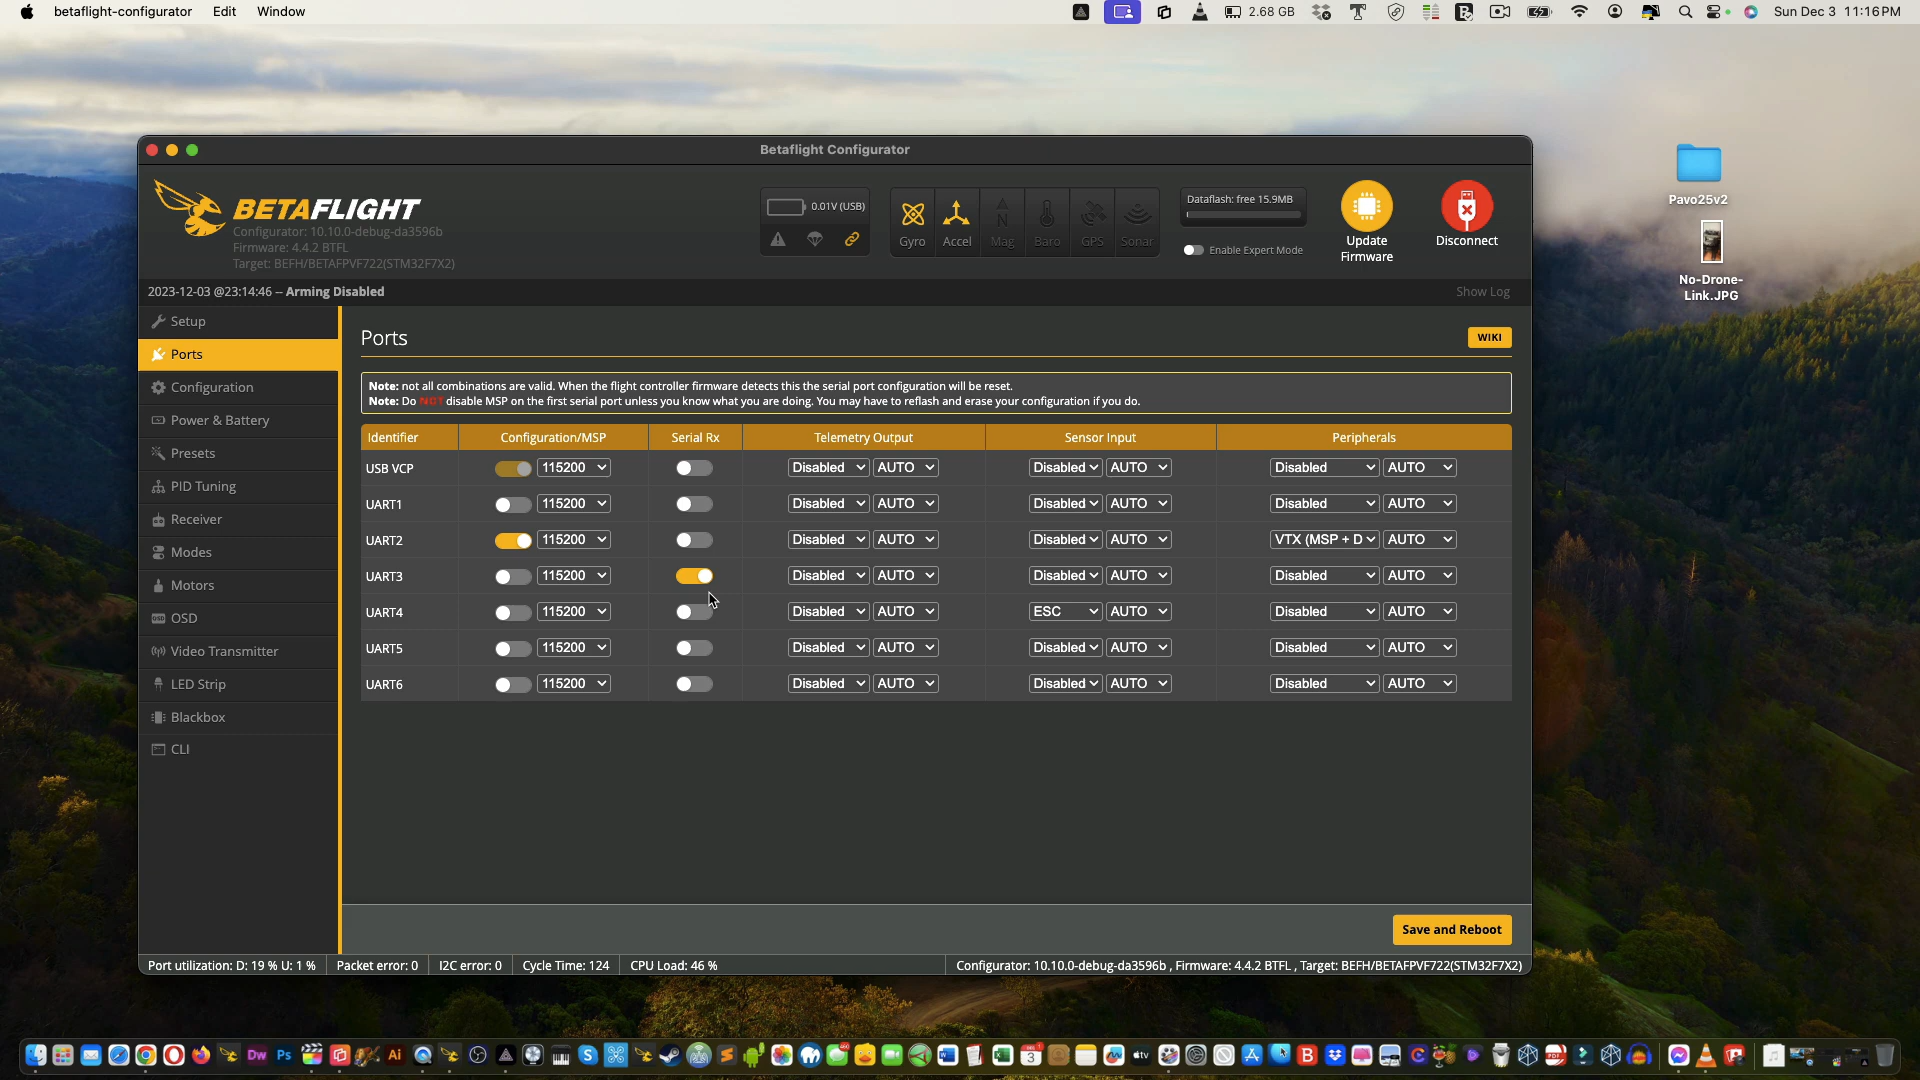 betaflight-configurator Edit Window 2.68 GB Sun Dec 3 11:16PM
Betaflight Configurator
BETAFLIGHT
Configurator: 10.10.0-debug-da3596b
Firmware: 4.4.2 BTFL
Target: BEFH/BETAFPVF722(STM32F7X2)
0.01V (USB)
Gyro Accel Mag Baro GPS Sonar
Dataflash: free 15.9MB
Enable Expert Mode
Update
Firmware
Disconnect
2023-12-03 @23:14:46 -- Arming Disabled
Show Log
Setup
Ports
Configuration
Power & Battery
Presets
PID Tuning
Receiver
Modes
Motors
OSD
Video Transmitter
LED Strip
Blackbox
CLI
Ports
WIKI
Note: not all combinations are valid. When the flight controller firmware detects this the serial port configuration will be reset.
Note: Do NOT disable MSP on the first serial port unless you know what you are doing. You may have to reflash and erase your configuration if you do.
Identifier Configuration/MSP Serial Rx Telemetry Output Sensor Input Peripherals
USB VCP 115200 Disabled AUTO Disabled AUTO Disabled AUTO
UART1 115200 Disabled AUTO Disabled AUTO Disabled AUTO
UART2 115200 Disabled AUTO Disabled AUTO VTX (MSP + D AUTO
UART3 115200 Disabled AUTO Disabled AUTO Disabled AUTO
UART4 115200 Disabled AUTO ESC AUTO Disabled AUTO
UART5 115200 Disabled AUTO Disabled AUTO Disabled AUTO
UART6 115200 Disabled AUTO Disabled AUTO Disabled AUTO
Save and Reboot
Port utilization: D: 19 % U: 1 % Packet error: 0 I2C error: 0 Cycle Time: 124 CPU Load: 46 % Configurator: 10.10.0-debug-da3596b , Firmware: 4.4.2 BTFL , Target: BEFH/BETAFPVF722(STM32F7X2)
Pavo25v2
No-Drone-
Link.JPG
Dw Ps Ai